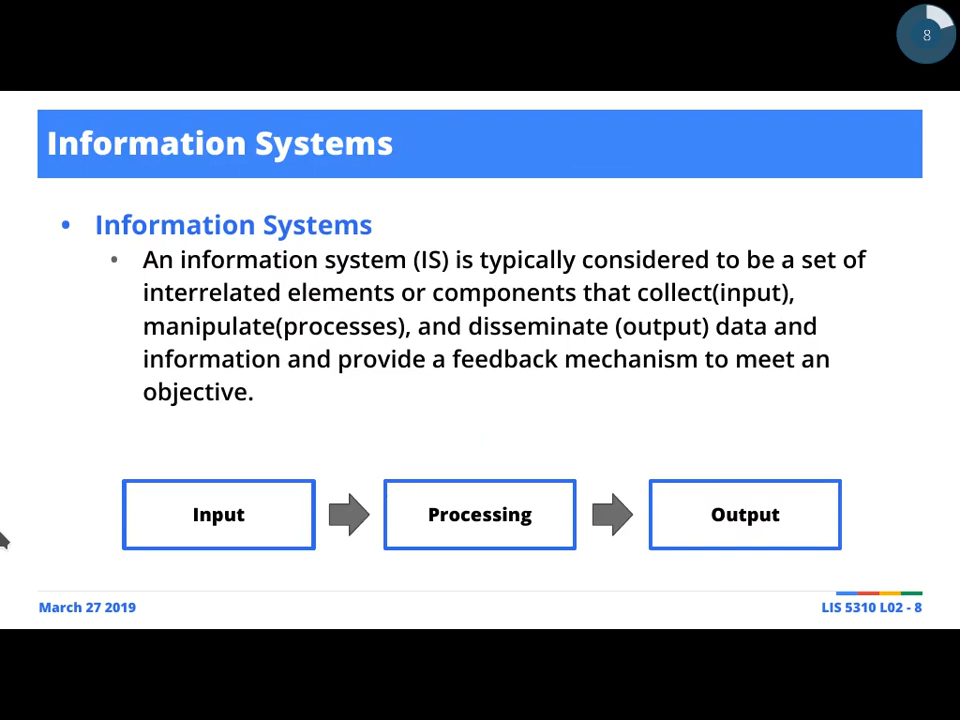 8
Information Systems
• Information Systems
• An information system (IS) is typically considered to be a set of
interrelated elements or components that collect(input),
manipulate(processes), and disseminate (output) data and
information and provide a feedback mechanism to meet an
objective.
Input
Processing
Output
March 27 2019
LIS 5310 L02 - 8